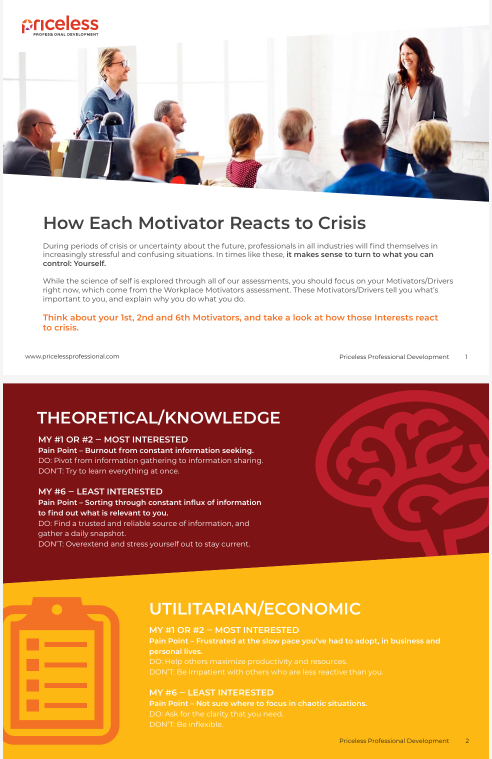 priceless
PROFESSIONAL DEVELOPMENT
How Each Motivator Reacts to Crisis
During periods of crisis or uncertainty about the future, professionals in all industries will find themselves in
increasingly stressful and confusing situations. In times like these, it makes sense to turn to what you can
control: Yourself.
While the science of self is explored through all of our assessments, you should focus on your Motivators/Drivers
right now, which come from the Workplace Motivators assessment. These Motivators/Drivers tell you what's
important to you, and explain why you do what do.
Think about your 1st, 2nd and 6th Motivators, and take a look at how those Interests react
to crisis.
www.pricelessprofessional.com
Priceless Professional Development 1
THEORETICAL/KNOWLEDGE
MY #1 OR #2 – MOST INTERESTED
Pain Point – Burnout from constant information seeking.
DO: Pivot from information gathering to information sharing.
DON'T: Try to learn everything at once.
MY #6 – LEAST INTERESTED
Pain Point – Sorting through constant influx of information
to find out what is relevant to you.
DO: Find a trusted and reliable source of information, and
gather a daily snapshot.
DON'T: Overextend and stress yourself out to stay current.
UTILITARIAN/ECONOMIC
MY #1 OR #2 – MOST INTERESTED
Pain Point – Frustrated at the slow pace you've had to adopt, in business and
personal lives.
DO: Help others maximize productivity and resources.
DON'T: Be impatient with others who are less reactive than you.
MY #6 – LEAST INTERESTED
Pain Point – Not sure where to focus in chaotic situations.
DO: Ask for the clarity that you need.
DON'T: Be inflexible.
Priceless Professional Development 2